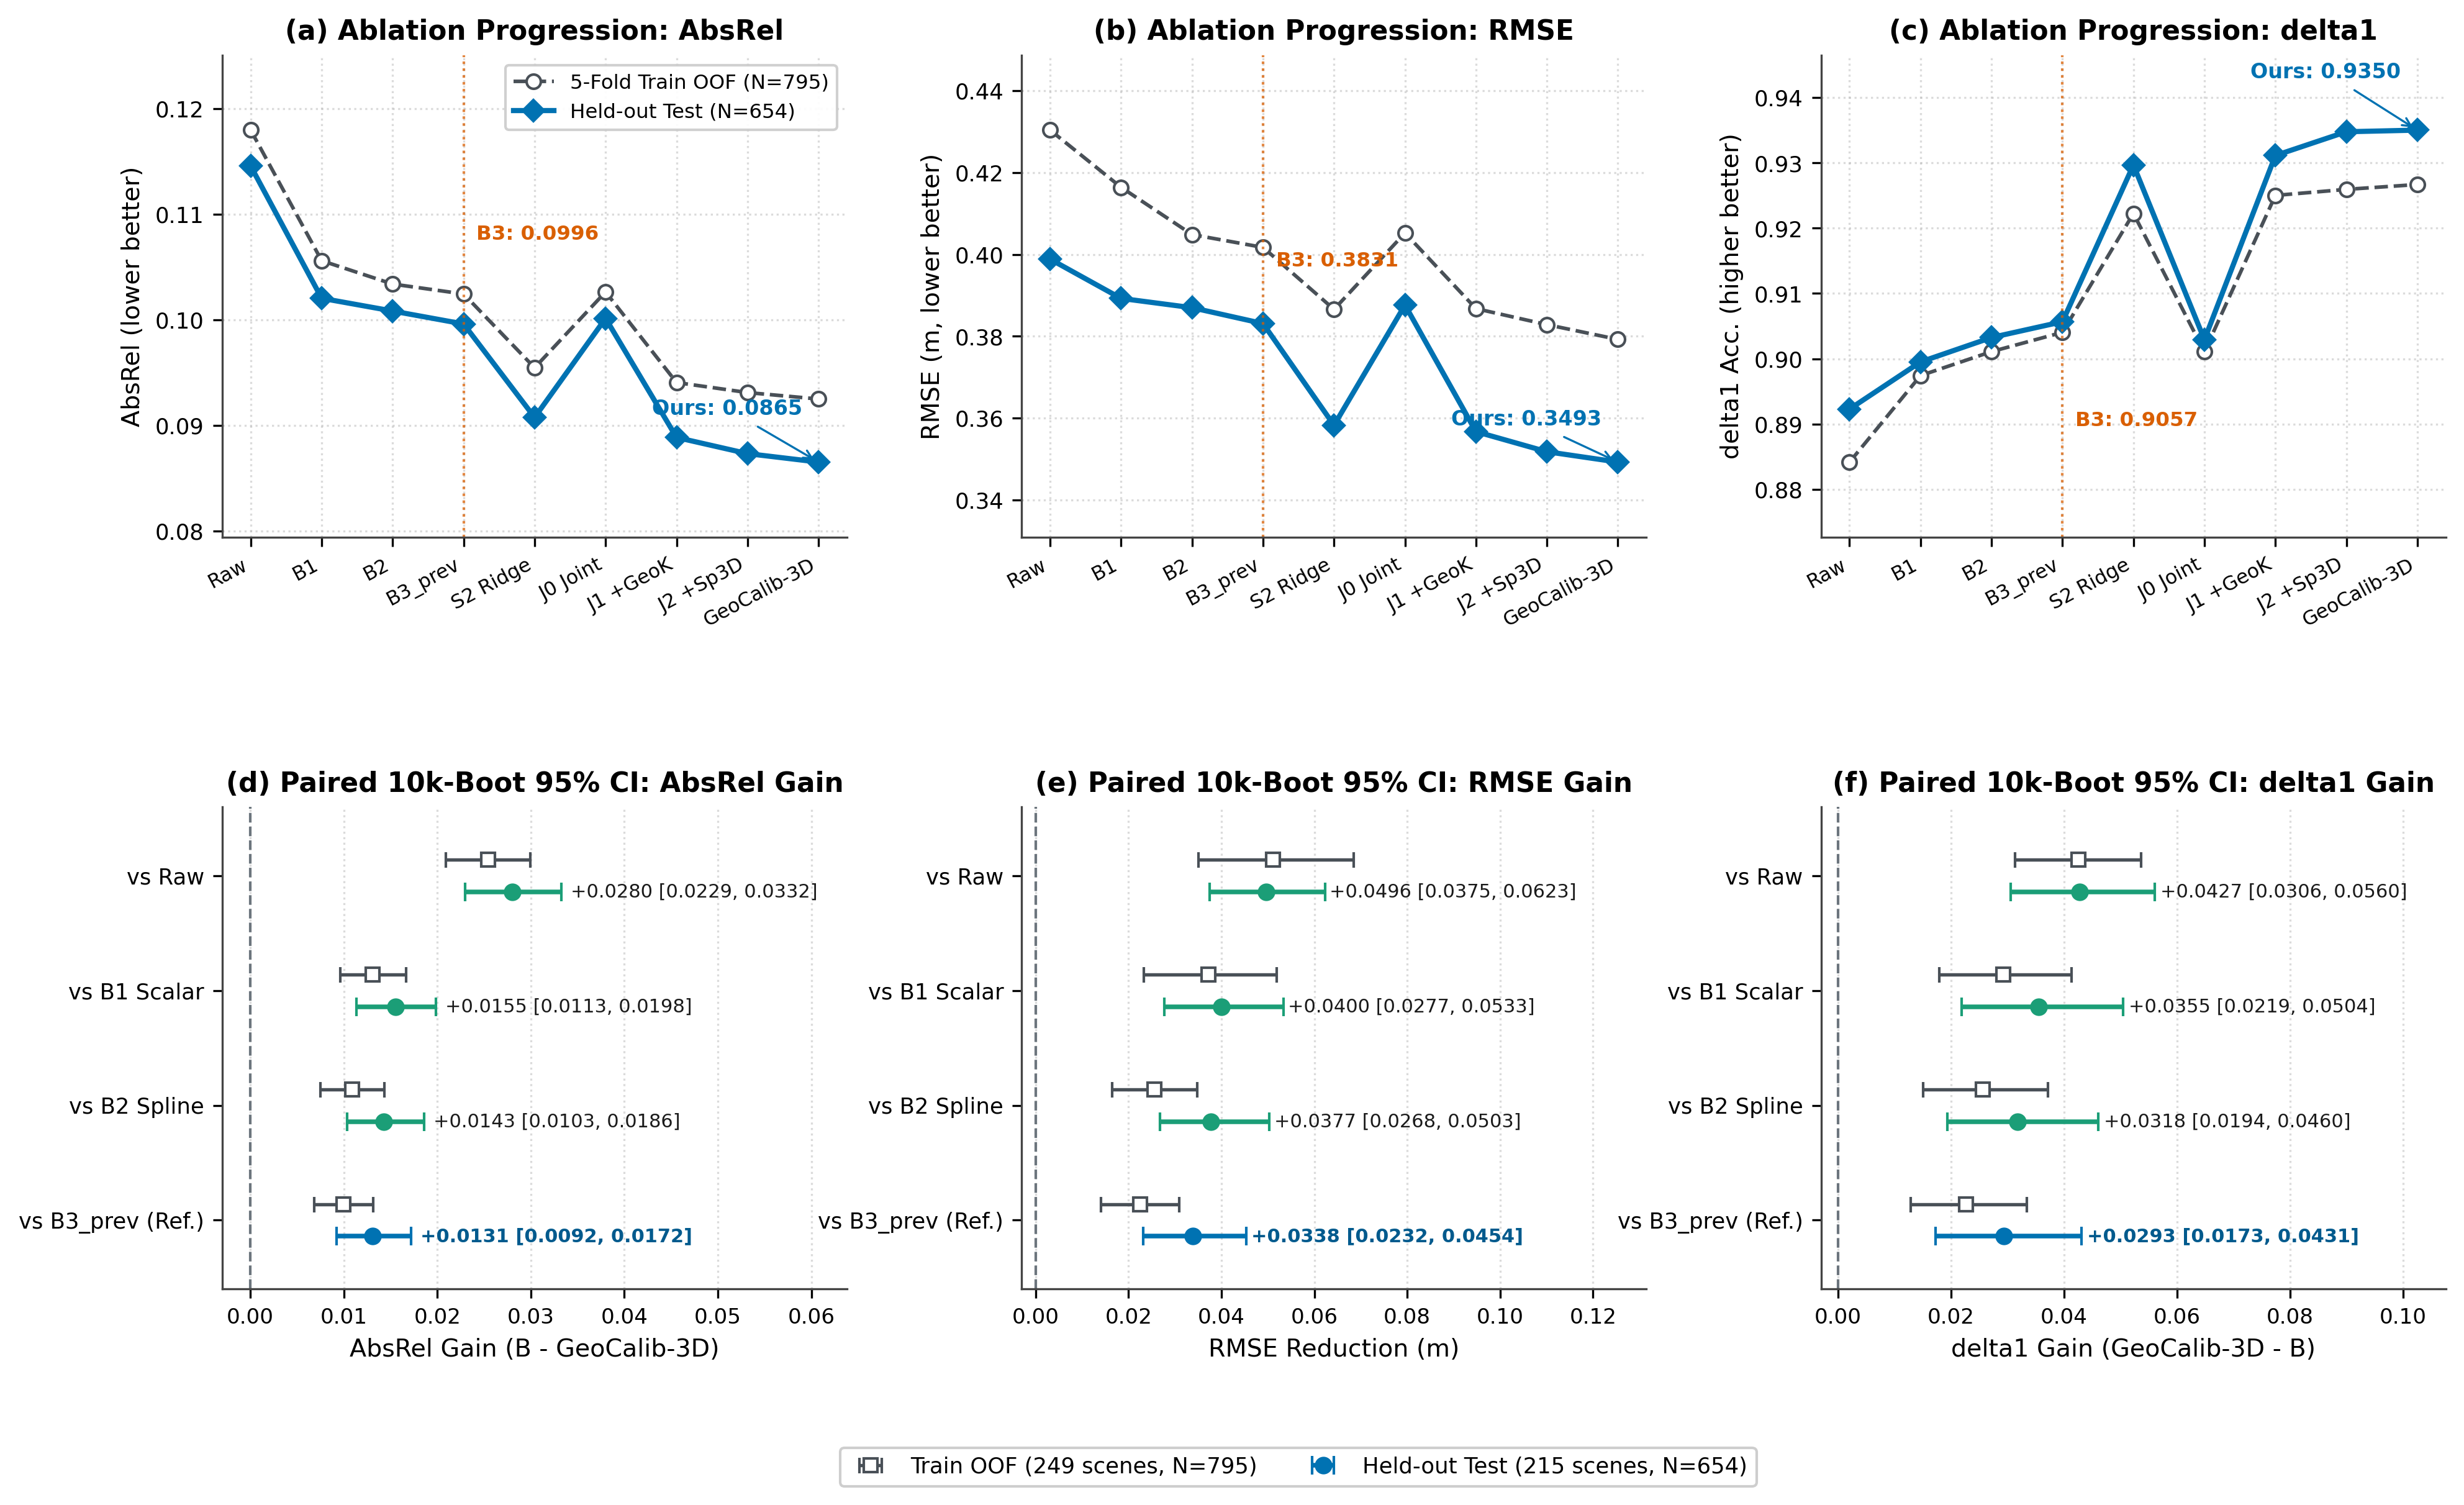 (a) Ablation Progression: AbsRel
AbsRel (lower better)
0.12
0.11
0.10
0.09
0.08
5-Fold Train OOF (N=795)
Held-out Test (N=654)
B3: 0.0996
Ours: 0.0865
Raw
B1
B2
B3_prev
S2 Ridge
J0 Joint
J1 +GeoK
J2 +Sp3D
GeoCalib-3D
(b) Ablation Progression: RMSE
RMSE (m, lower better)
0.44
0.42
0.40
0.38
0.36
0.34
B3: 0.3831
Ours: 0.3493
Raw
B1
B2
B3_prev
S2 Ridge
J0 Joint
J1 +GeoK
J2 +Sp3D
GeoCalib-3D
(c) Ablation Progression: delta1
delta1 Acc. (higher better)
0.94
0.93
0.92
0.91
0.90
0.89
0.88
Ours: 0.9350
B3: 0.9057
Raw
B1
B2
B3_prev
S2 Ridge
J0 Joint
J1 +GeoK
J2 +Sp3D
GeoCalib-3D
(d) Paired 10k-Boot 95% CI: AbsRel Gain
vs Raw
+0.0280 [0.0229, 0.0332]
vs B1 Scalar
+0.0155 [0.0113, 0.0198]
vs B2 Spline
+0.0143 [0.0103, 0.0186]
vs B3_prev (Ref.)
+0.0131 [0.0092, 0.0172]
0.00 0.01 0.02 0.03 0.04 0.05 0.06
AbsRel Gain (B - GeoCalib-3D)
(e) Paired 10k-Boot 95% CI: RMSE Gain
vs Raw
+0.0496 [0.0375, 0.0623]
vs B1 Scalar
+0.0400 [0.0277, 0.0533]
vs B2 Spline
+0.0377 [0.0268, 0.0503]
vs B3_prev (Ref.)
+0.0338 [0.0232, 0.0454]
0.00 0.02 0.04 0.06 0.08 0.10 0.12
RMSE Reduction (m)
(f) Paired 10k-Boot 95% CI: delta1 Gain
vs Raw
+0.0427 [0.0306, 0.0560]
vs B1 Scalar
+0.0355 [0.0219, 0.0504]
vs B2 Spline
+0.0318 [0.0194, 0.0460]
vs B3_prev (Ref.)
+0.0293 [0.0173, 0.0431]
0.00 0.02 0.04 0.06 0.08 0.10
delta1 Gain (GeoCalib-3D - B)
Train OOF (249 scenes, N=795)
Held-out Test (215 scenes, N=654)